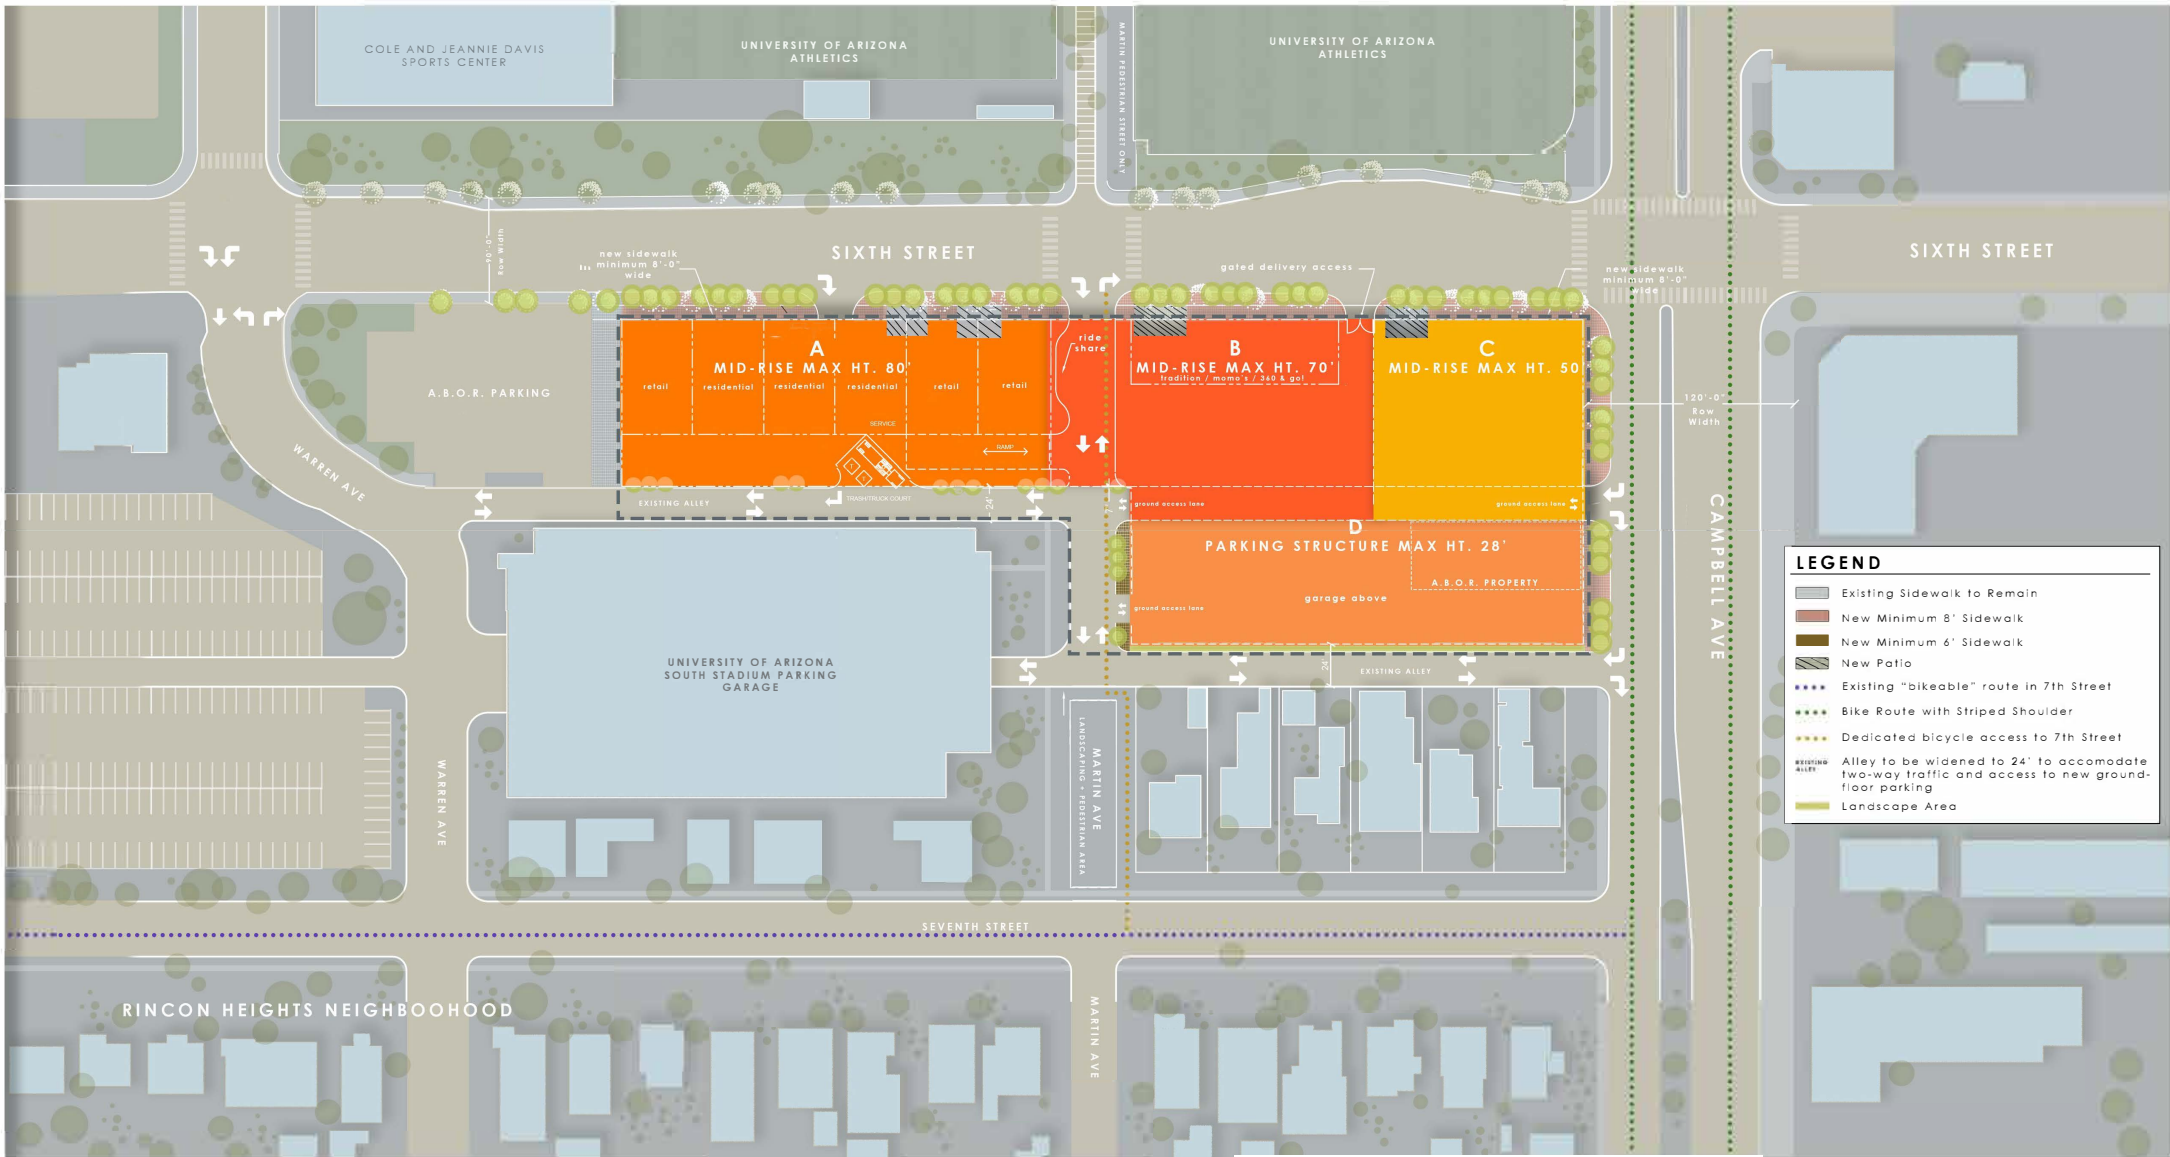 COLE AND JEANNIE DAVIS
SPORTS CENTER
UNIVERSITY OF ARIZONA
ATHLETICS
MARTIN PEDESTRIAN STREET ONLY
UNIVERSITY OF ARIZONA
ATHLETICS
90'-0"
Row Width
new sidewalk
minimum 8'-0"
wide
SIXTH STREET
gated delivery access
new sidewalk
minimum 8'-0"
wide
SIXTH STREET
A.B.O.R. PARKING
A
MID-RISE MAX HT. 80'
retail
residential
residential
residential
retail
retail
SERVICE
RAMP
TRASH/TRUCK COURT
ride
share
B
MID-RISE MAX HT. 70'
tradition / momo's / 360 & go!
C
MID-RISE MAX HT. 50
120'-0"
Row
Width
WARREN AVE
EXISTING ALLEY
24'
ground access lane
ground access lane
D
PARKING STRUCTURE MAX HT. 28'
A.B.O.R. PROPERTY
garage above
ground access lane
CAMPBELL AVE
UNIVERSITY OF ARIZONA
SOUTH STADIUM PARKING
GARAGE
24'
EXISTING ALLEY
WARREN AVE
MARTIN AVE
LANDSCAPING + PEDESTRIAN AREA
LEGEND
Existing Sidewalk to Remain
New Minimum 8' Sidewalk
New Minimum 6' Sidewalk
New Patio
Existing "bikeable" route in 7th Street
Bike Route with Striped Shoulder
Dedicated bicycle access to 7th Street
EXISTING
ALLEY
Alley to be widened to 24' to accomodate
two-way traffic and access to new ground-
floor parking
Landscape Area
SEVENTH STREET
RINCON HEIGHTS NEIGHBOOHOOD
MARTIN AVE